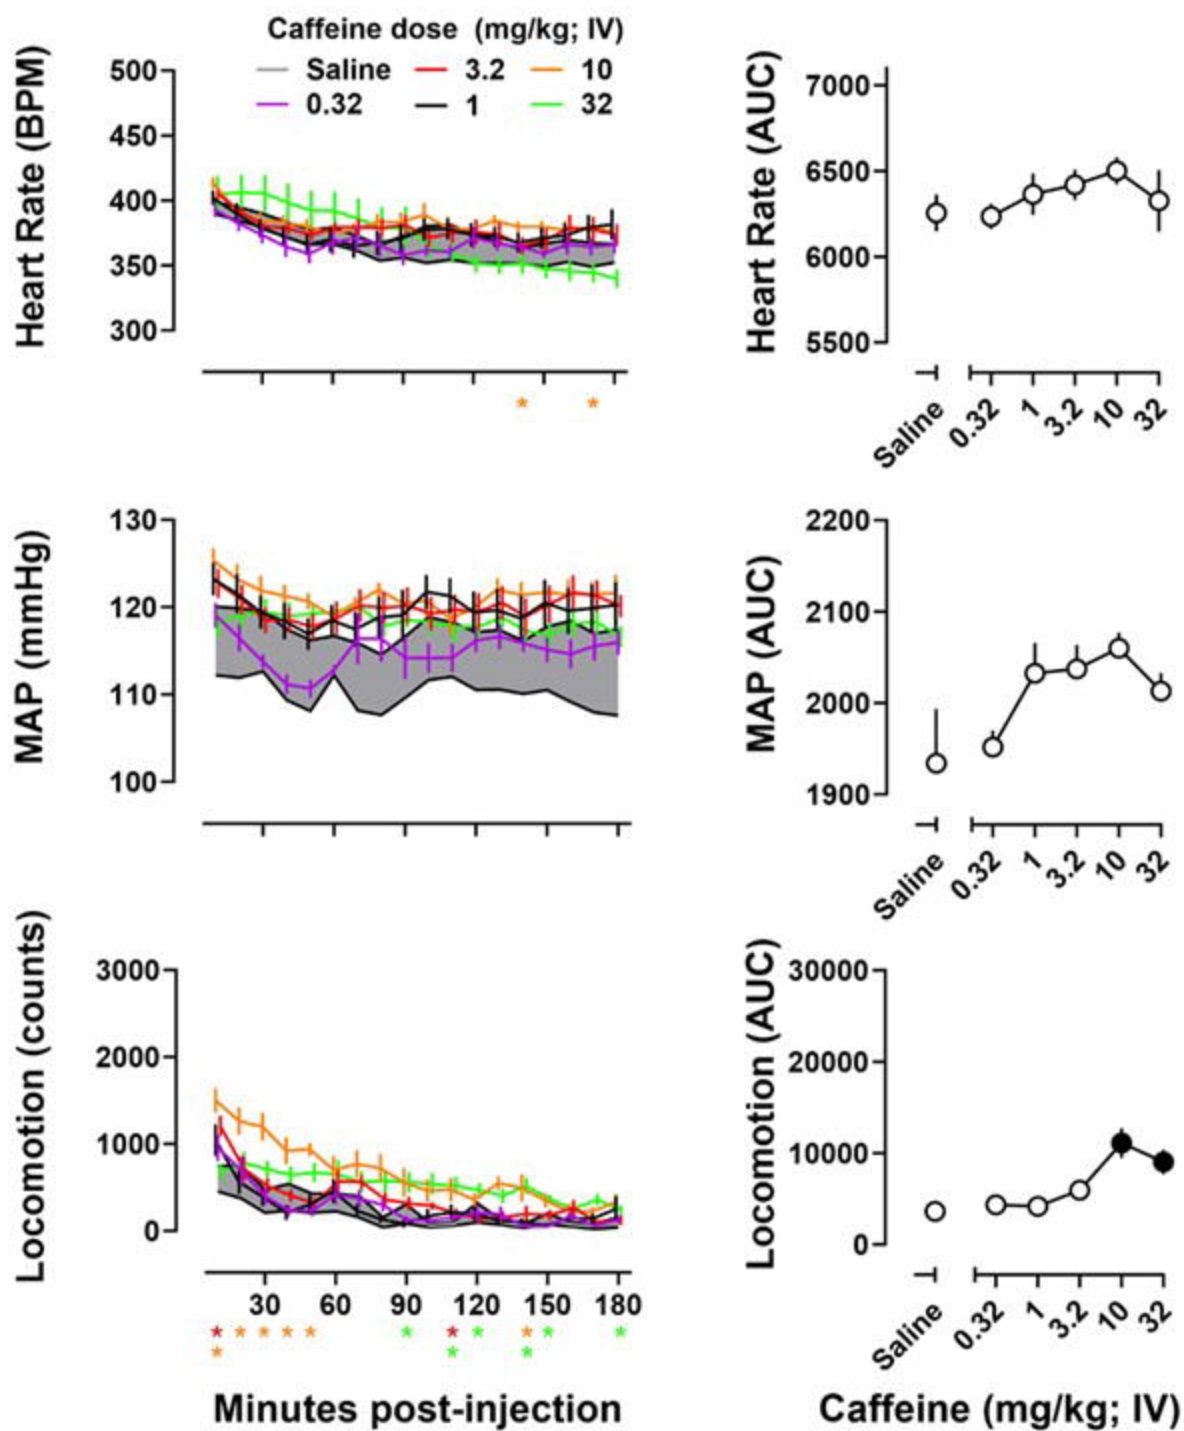 Caffeine dose (mg/kg; IV)
Saline 3.2 10
0.32 1 32
Heart Rate (BPM)
500
450
400
350
300
* *
Heart Rate (AUC)
7000
6500
6000
5500
Saline 0.32 1 3.2 10 32
MAP (mmHg)
130
120
110
100
MAP (AUC)
2200
2100
2000
1900
Saline 0.32 1 3.2 10 32
Locomotion (counts)
3000
2000
1000
0
30 60 90 120 150 180
* * * * * * * * * * *
* * *
Minutes post-injection
Locomotion (AUC)
30000
20000
10000
0
Saline 0.32 1 3.2 10 32
Caffeine (mg/kg; IV)